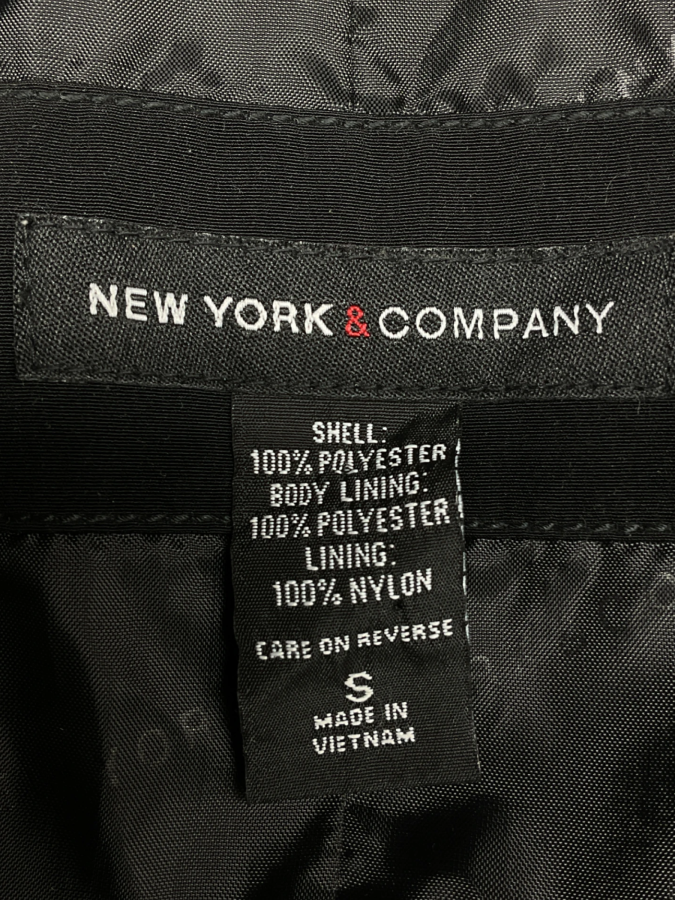 NEW YORK & COMPANY
SHELL:
100% POLYESTER
BODY LINING:
100% POLYESTER
LINING:
100% NYLON
CARE ON REVERSE
S
MADE IN
VIETNAM